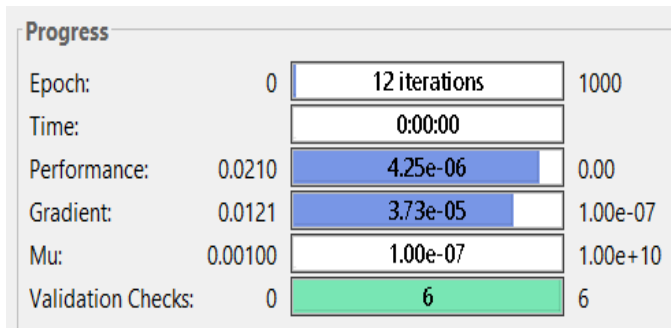 Progress
Epoch: 0 12 iterations 1000
Time: 0:00:00
Performance: 0.0210 4.25e-06 0.00
Gradient: 0.0121 3.73e-05 1.00e-07
Mu: 0.00100 1.00e-07 1.00e+10
Validation Checks: 0 6 6